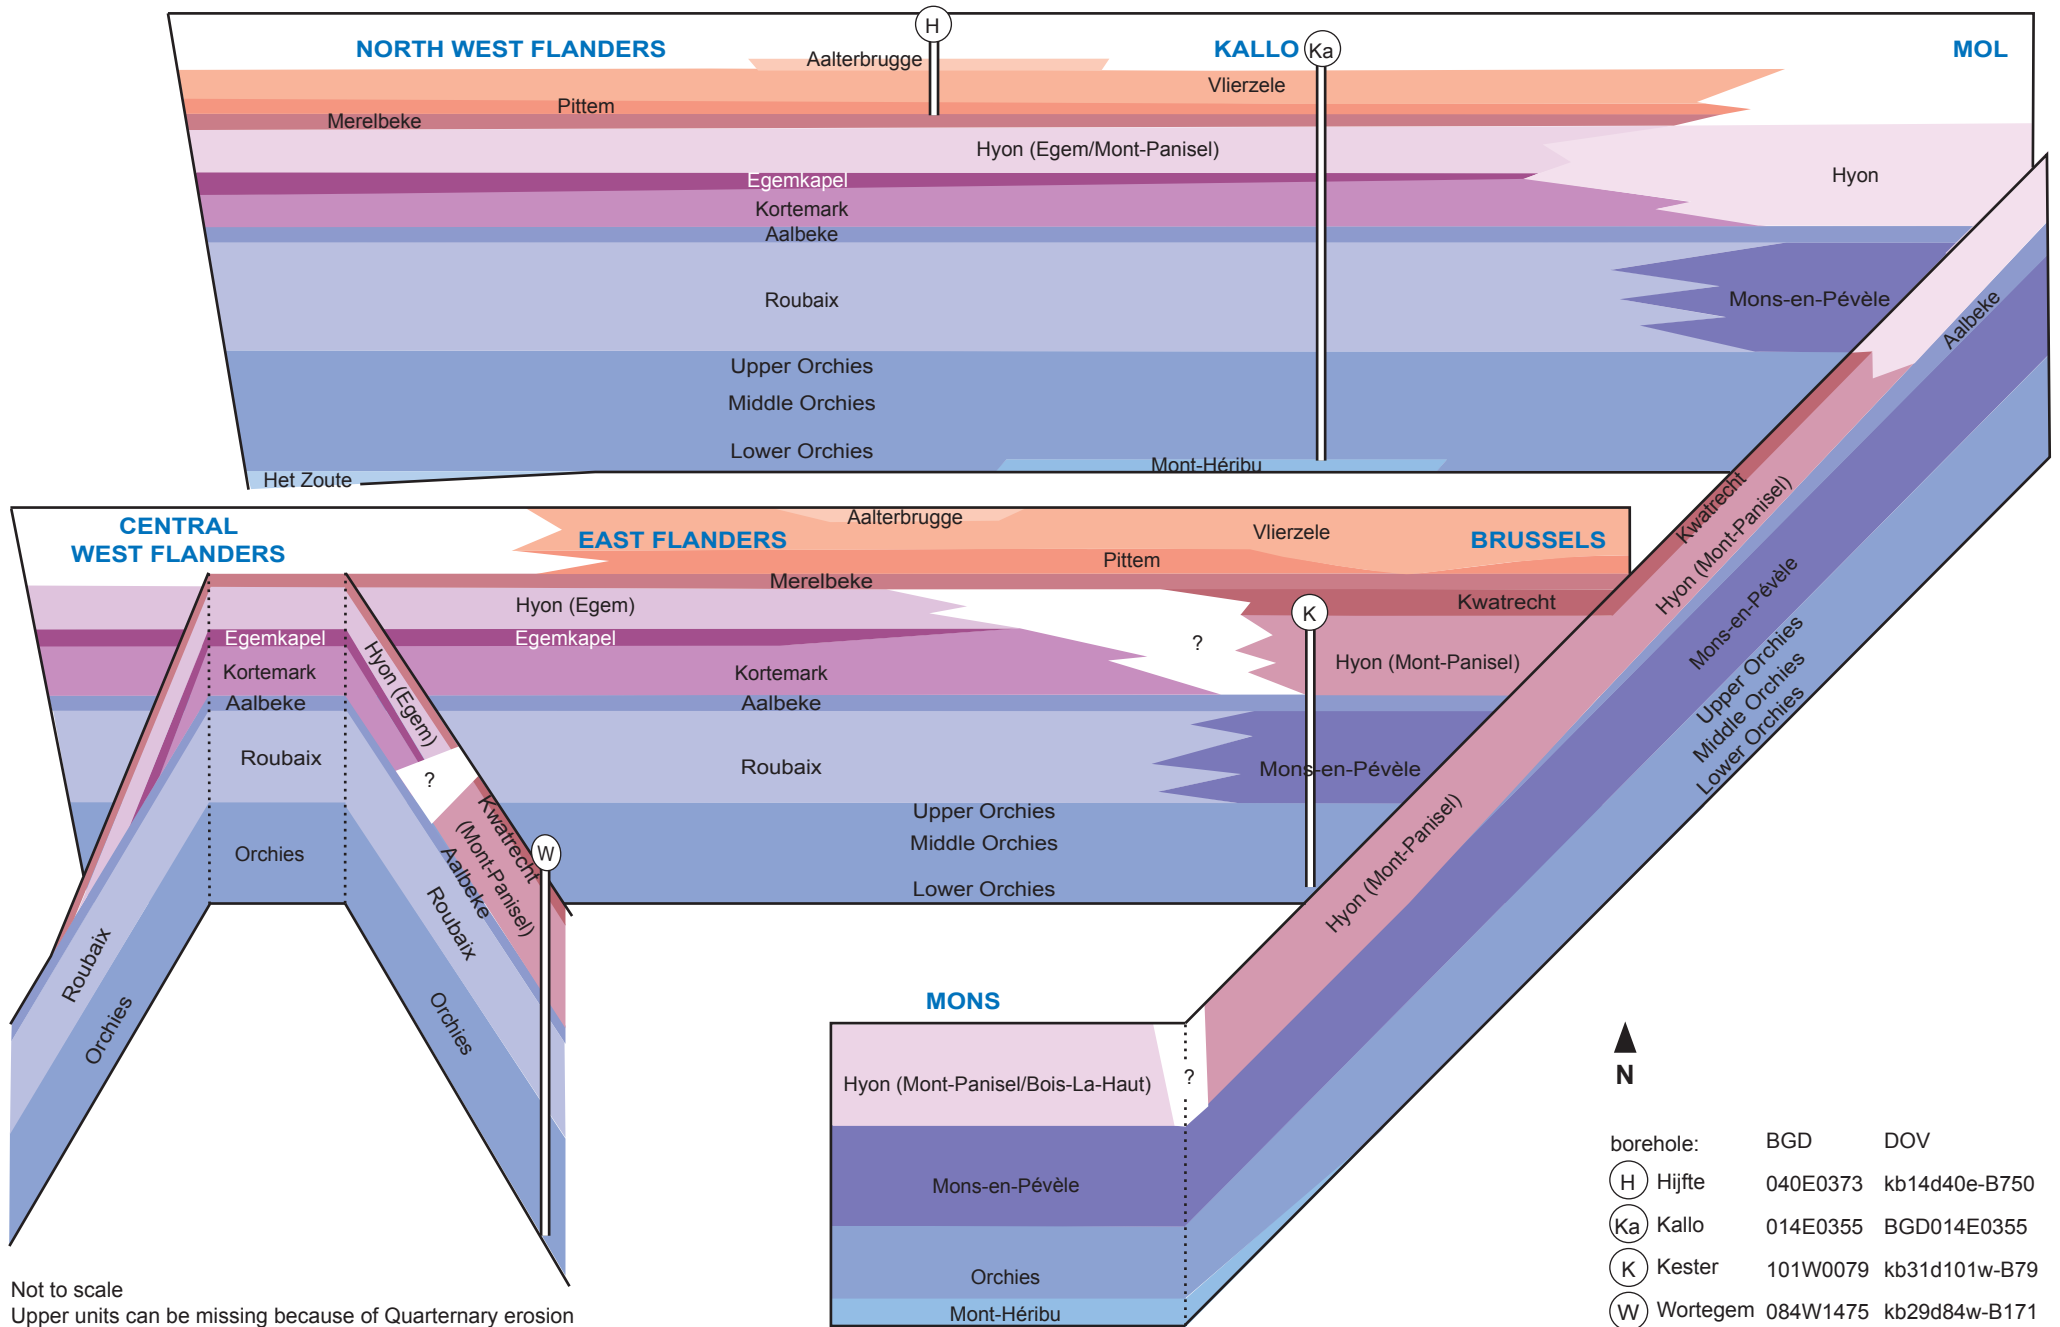 H
NORTH WEST FLANDERS
KALLO
Ka
MOL
Aalterbrugge
Vlierzele
Pittem
Merelbeke
Hyon (Egem/Mont-Panisel)
Egemkapel
Hyon
Kortemark
Aalbeke
Roubaix
Mons-en-Pévèle
Aalbeke
Upper Orchies
Middle Orchies
Lower Orchies
Mont-Héribu
Het Zoute
Kwatrecht
Hyon (Mont-Panisel)
CENTRAL
WEST FLANDERS
EAST FLANDERS
Aalterbrugge
Vlierzele
BRUSSELS
Pittem
Merelbeke
Hyon (Egem)
Kwatrecht
K
Egemkapel
Egemkapel
?
Hyon (Egem)
Kortemark
Kortemark
Hyon (Mont-Panisel)
Mons-en-Pévèle
Aalbeke
Aalbeke
Upper Orchies
Middle Orchies
Lower Orchies
Roubaix
Roubaix
Mons-en-Pévèle
?
Upper Orchies
Kwatrecht
(Mont-Panisel)
Aalbeke
Middle Orchies
W
Orchies
Hyon (Mont-Panisel)
Lower Orchies
Roubaix
Roubaix
Orchies
Orchies
MONS
Hyon (Mont-Panisel/Bois-La-Haut)
?
N
Mons-en-Pévèle
Orchies
Mont-Héribu
borehole: BGD DOV
H Hijfte 040E0373 kb14d40e-B750
Ka Kallo 014E0355 BGD014E0355
K Kester 101W0079 kb31d101w-B79
W Wortegem 084W1475 kb29d84w-B171
Not to scale
Upper units can be missing because of Quarternary erosion